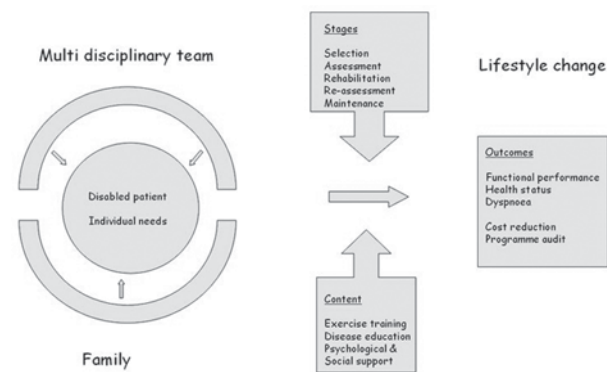 Multi disciplinary team
Disabled patient
Individual needs
Family
Stages
Selection
Assessment
Rehabilitation
Re-assessment
Maintenance
Content
Exercise training
Disease education
Psychological &
Social support
Lifestyle change
Outcomes
Functional performance
Health status
Dyspnoea
Cost reduction
Programme audit